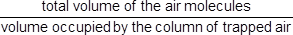 total volume of the air molecules
volume occupied by the column of trapped air